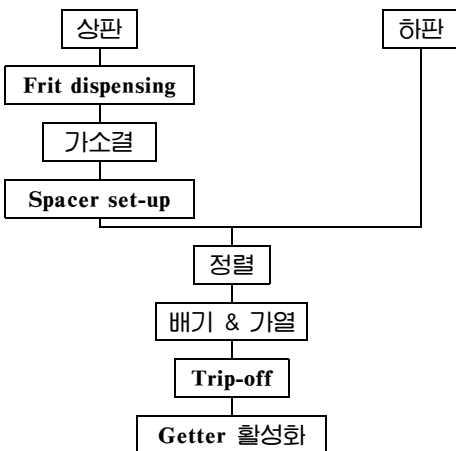 상판
하판
Frit dispensing
가소결
Spacer set-up
정렬
배기 & 가열
Trip-off
Getter 활성화